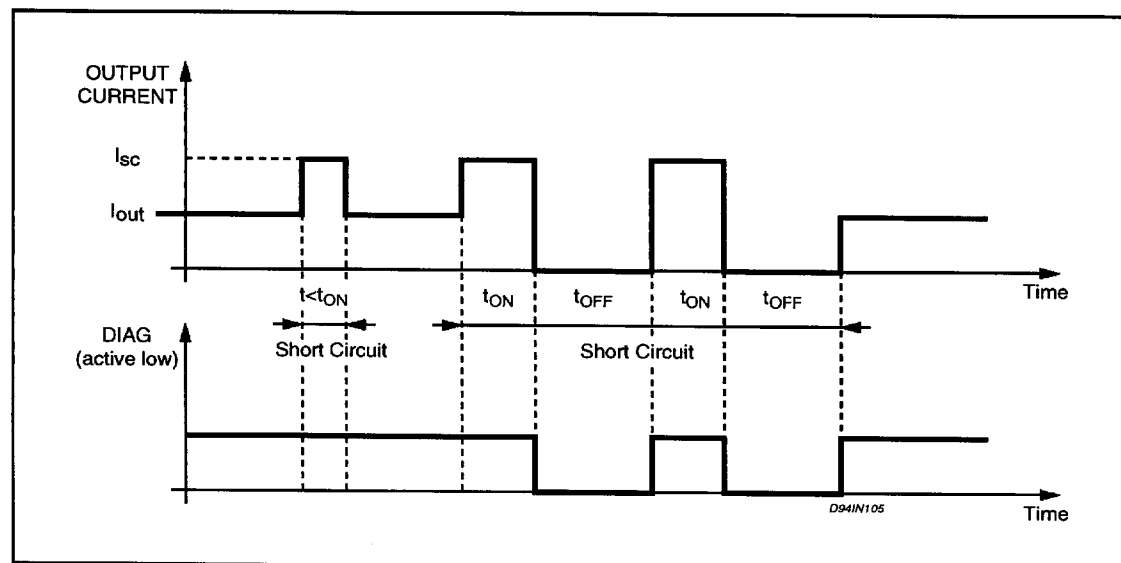 OUTPUT
CURRENT
Isc
Iout
Time
t<tON
tON
tOFF
tON
tOFF
DIAG
(active low)
Short Circuit
Short Circuit
D94IN105
Time